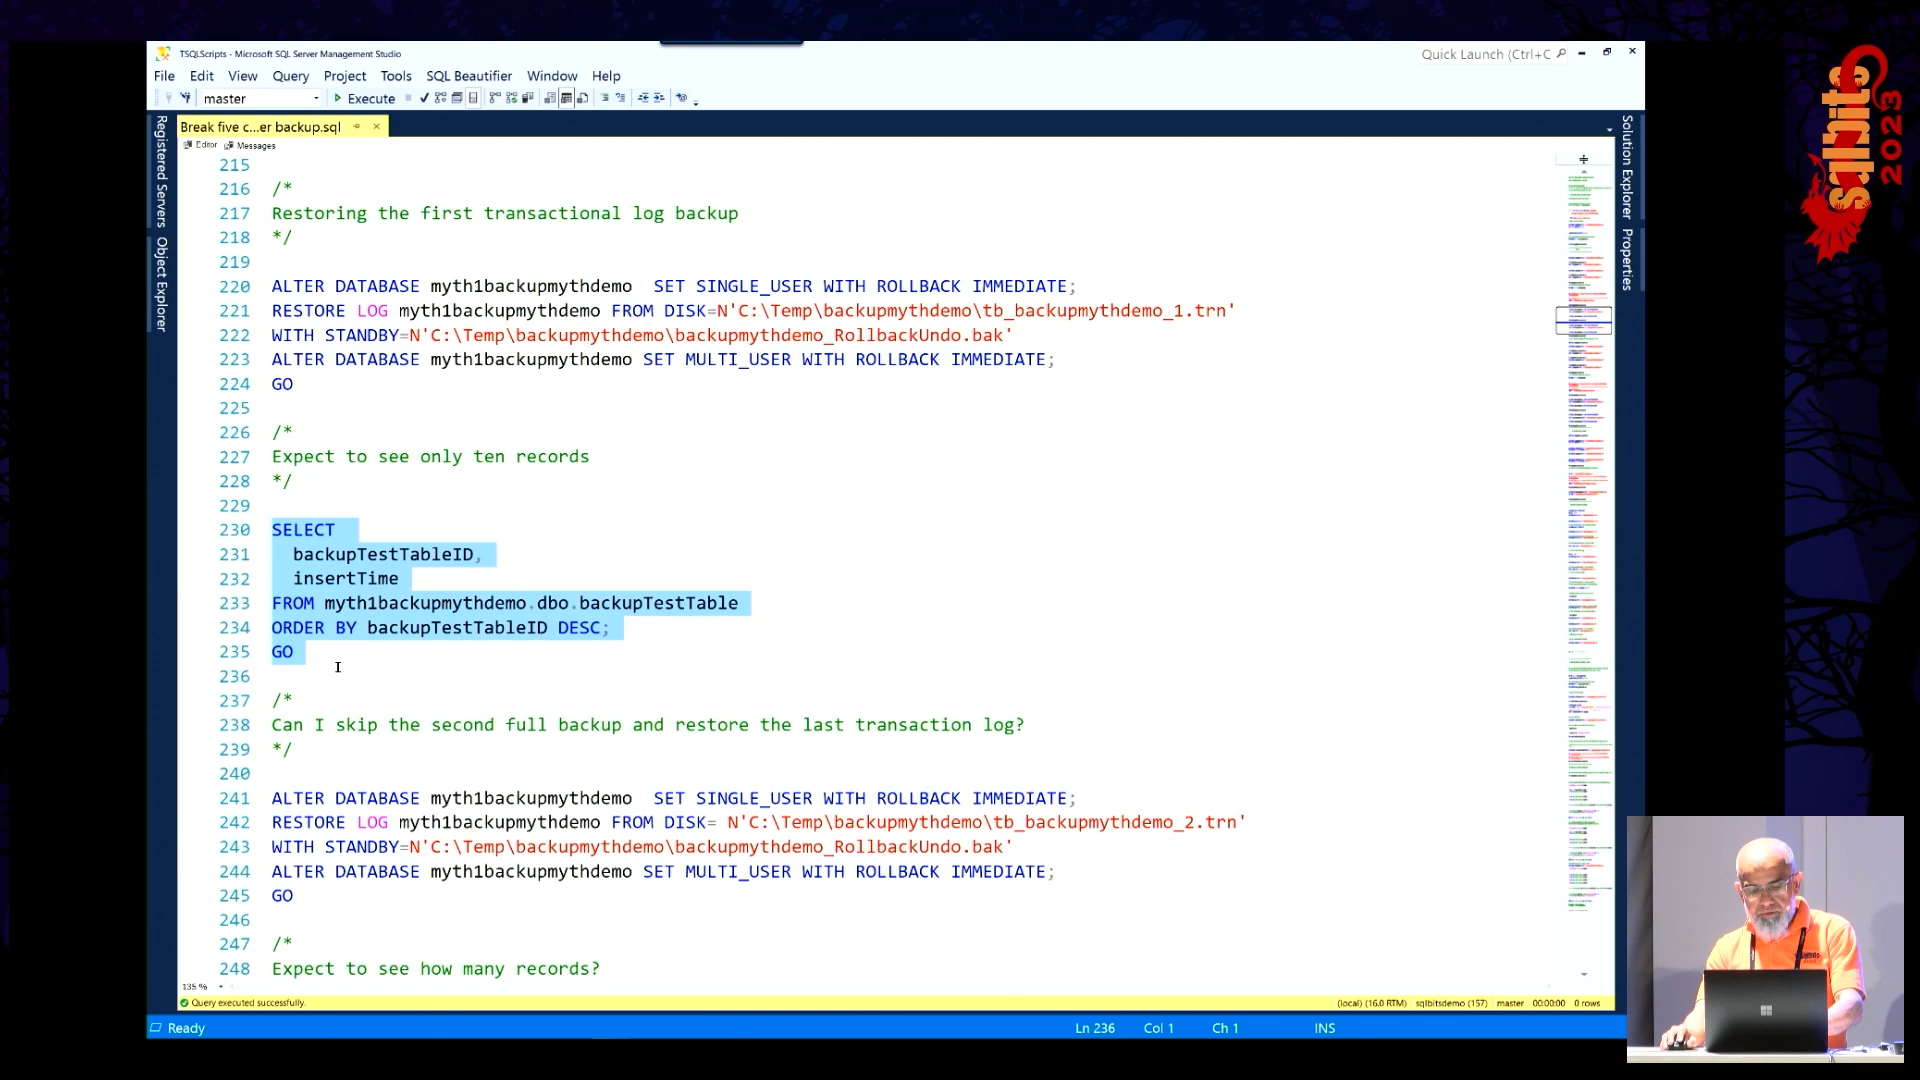 TSQLScripts - Microsoft SQL Server Management Studio
Quick Launch (Ctrl+C
File Edit View Query Project Tools SQL Beautifier Window Help
master Execute
Break five c...er backup.sql
Editor Messages
Registered Servers
Object Explorer
Solution Explorer
Properties
215
216 /*
217 Restoring the first transactional log backup
218 */
219
220 ALTER DATABASE myth1backupmythdemo  SET SINGLE_USER WITH ROLLBACK IMMEDIATE;
221 RESTORE LOG myth1backupmythdemo FROM DISK=N'C:\Temp\backupmythdemo\tb_backupmythdemo_1.trn'
222 WITH STANDBY=N'C:\Temp\backupmythdemo\backupmythdemo_RollbackUndo.bak'
223 ALTER DATABASE myth1backupmythdemo SET MULTI_USER WITH ROLLBACK IMMEDIATE;
224 GO
225
226 /*
227 Expect to see only ten records
228 */
229
230 SELECT
231   backupTestTableID,
232   insertTime
233 FROM myth1backupmythdemo.dbo.backupTestTable
234 ORDER BY backupTestTableID DESC;
235 GO
236
237 /*
238 Can I skip the second full backup and restore the last transaction log?
239 */
240
241 ALTER DATABASE myth1backupmythdemo  SET SINGLE_USER WITH ROLLBACK IMMEDIATE;
242 RESTORE LOG myth1backupmythdemo FROM DISK= N'C:\Temp\backupmythdemo\tb_backupmythdemo_2.trn'
243 WITH STANDBY=N'C:\Temp\backupmythdemo\backupmythdemo_RollbackUndo.bak'
244 ALTER DATABASE myth1backupmythdemo SET MULTI_USER WITH ROLLBACK IMMEDIATE;
245 GO
246
247 /*
248 Expect to see how many records?
135 %
Query executed successfully.
(local) (16.0 RTM) sqlbitsdemo (157) master 00:00:00 0 rows
Ready Ln 236 Col 1 Ch 1 INS
sqlbits
2023